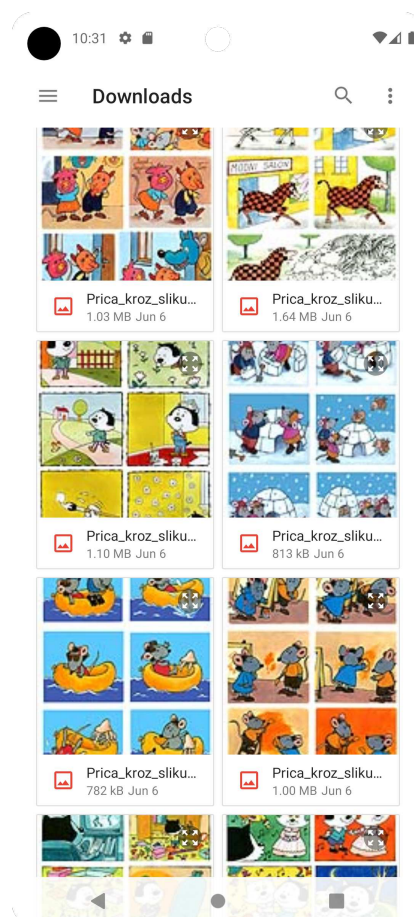 10:31
Downloads
MODNI SALON
Prica_kroz_sliku...
1.03 MB Jun 6
Prica_kroz_sliku...
1.64 MB Jun 6
Prica_kroz_sliku...
1.10 MB Jun 6
Prica_kroz_sliku...
813 kB Jun 6
Prica_kroz_sliku...
782 kB Jun 6
Prica_kroz_sliku...
1.00 MB Jun 6